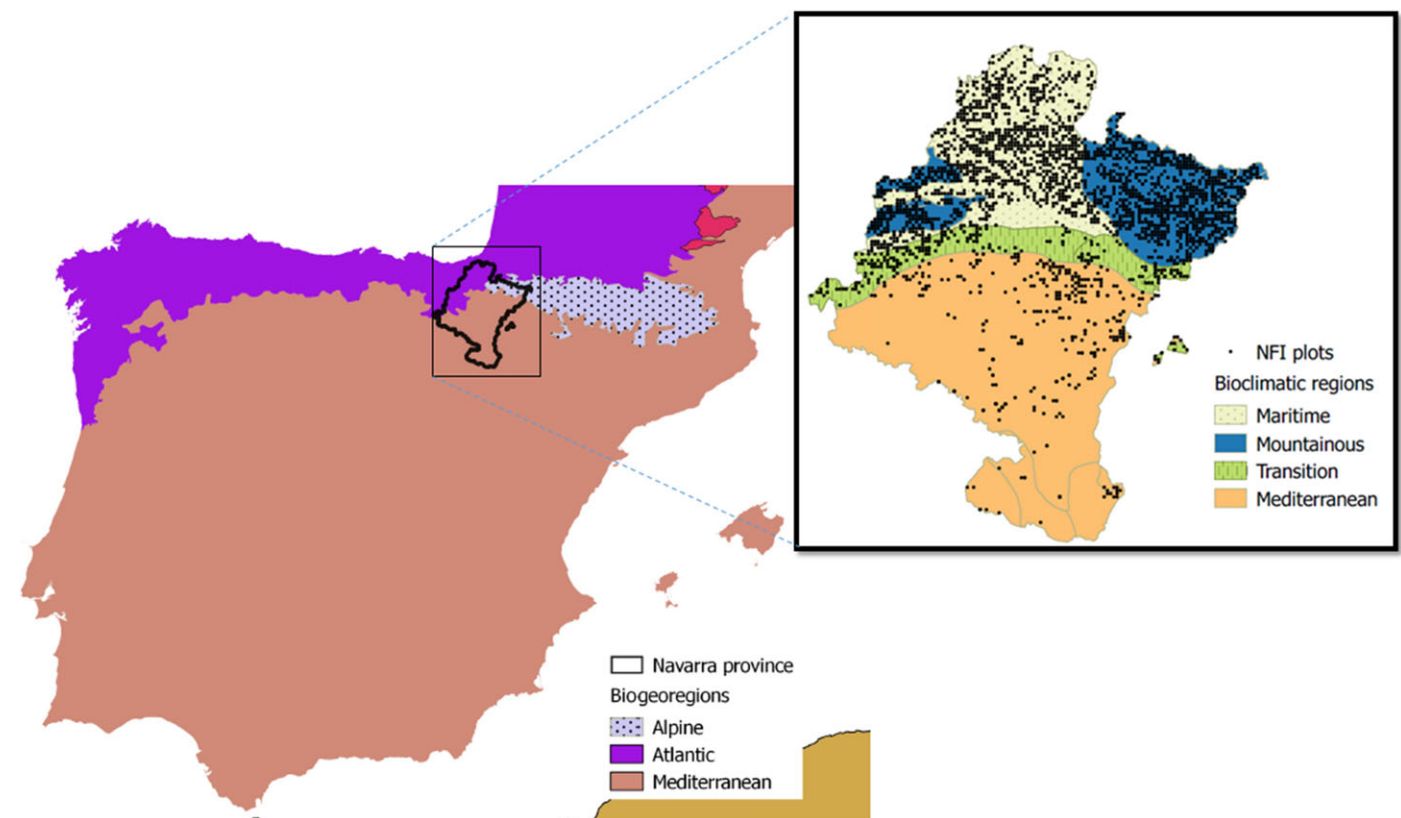 NFI plots
Bioclimatic regions
Maritime
Mountainous
Transition
Mediterranean
Navarra province
Biogeoregions
Alpine
Atlantic
Mediterranean